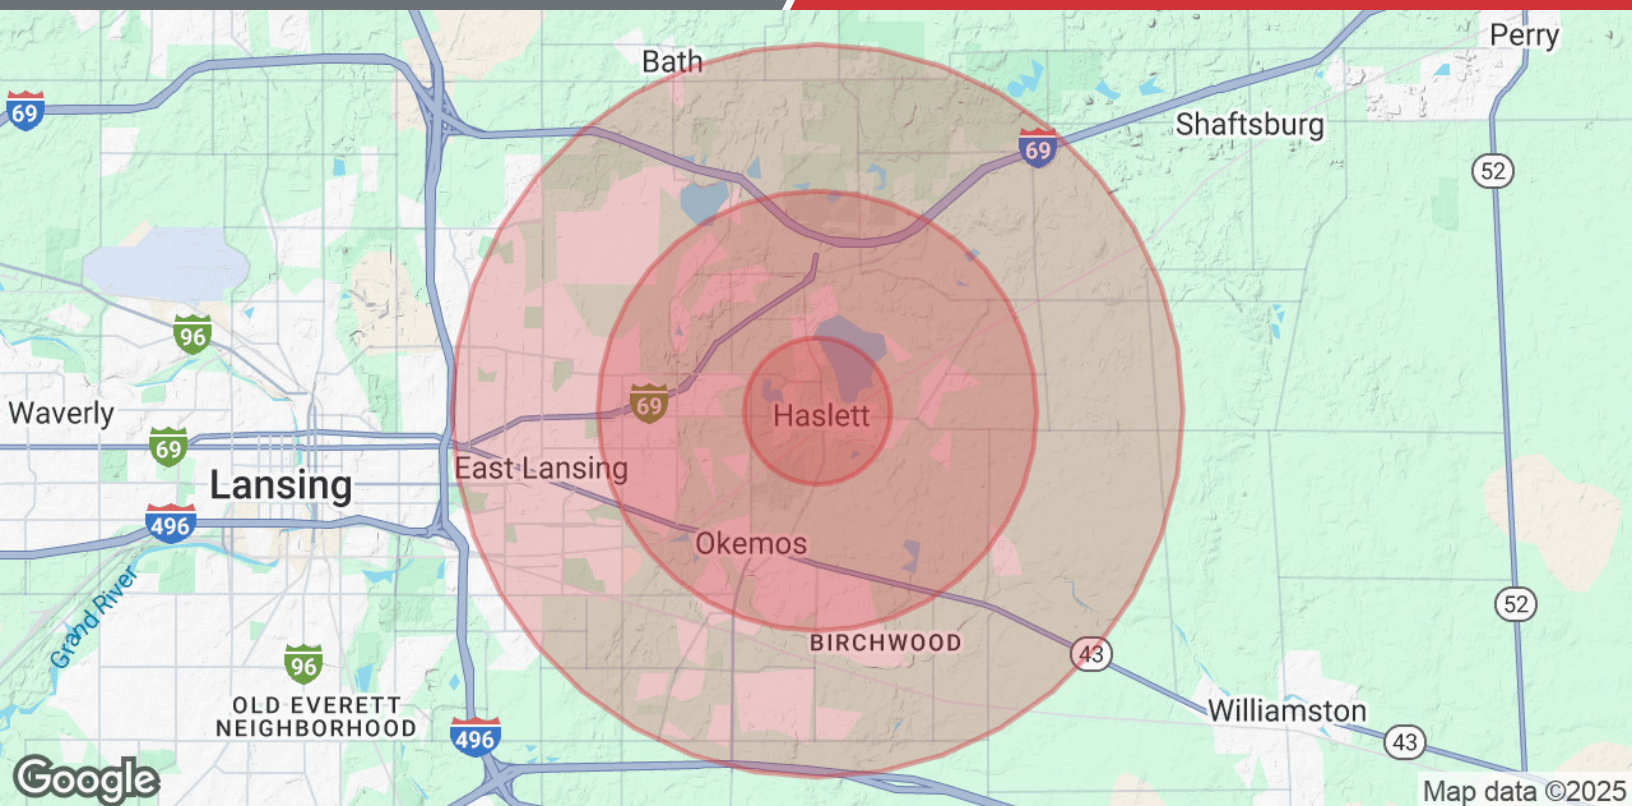 Bath
Perry
69
Shaftsburg
69
52
96
69
Waverly
Haslett
69
East Lansing
Lansing
496
Okemos
Grand River
52
BIRCHWOOD
43
96
OLD EVERETT
NEIGHBORHOOD
Williamston
496
43
Google
Map data ©2025